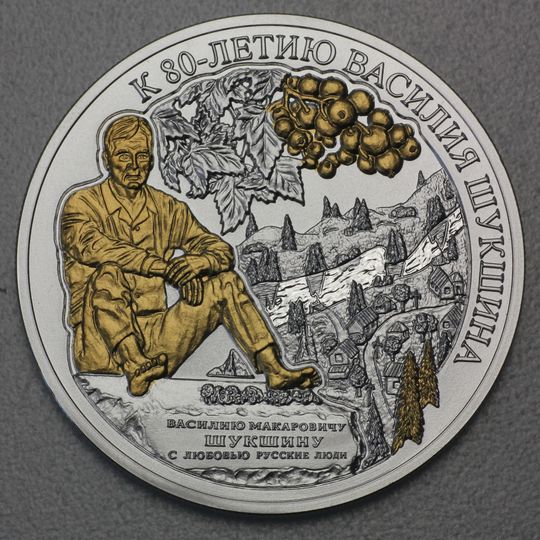 К 80-ЛЕТИЮ ВАСИЛИЯ ШУКШИНА
ВАСИЛИЮ МАКАРОВИЧУ
ШУКШИНУ
С ЛЮБОВЬЮ РУССКИЕ ЛЮДИ